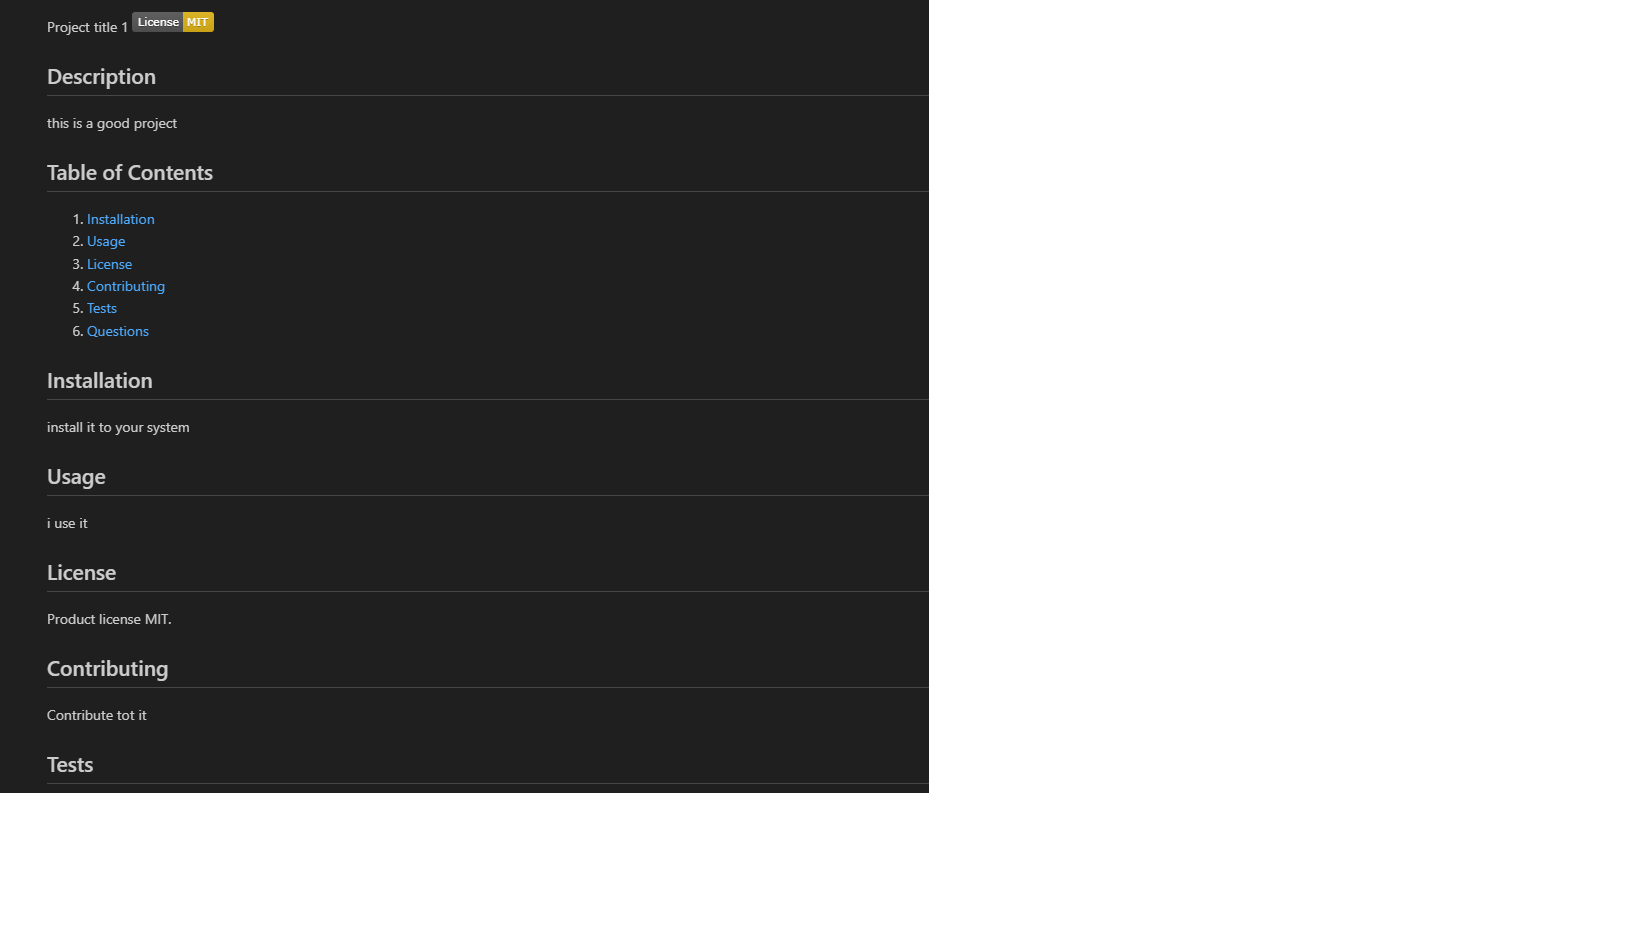 Project title 1 License MIT
Description
this is a good project
Table of Contents
1. Installation
2. Usage
3. License
4. Contributing
5. Tests
6. Questions
Installation
install it to your system
Usage
i use it
License
Product license MIT.
Contributing
Contribute tot it
Tests